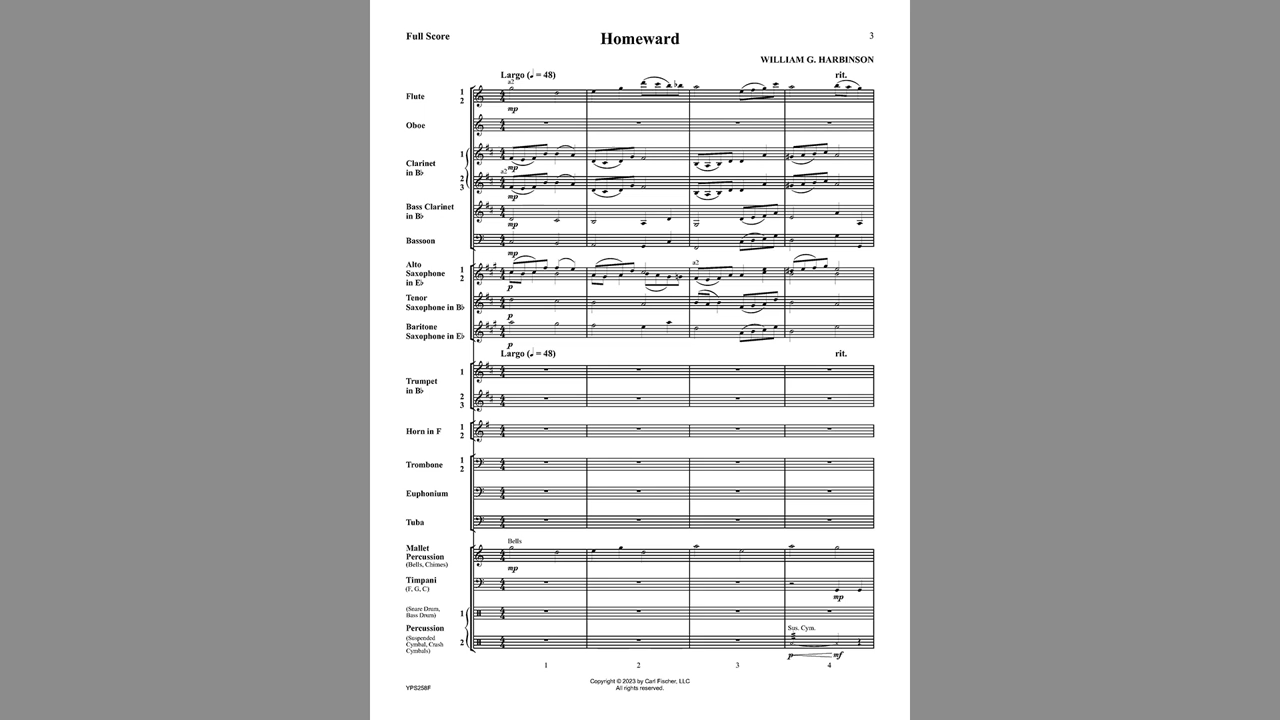 Full Score
Homeward
3
WILLIAM G. HARBINSON
Largo (♩ = 48)
rit.
a2
Flute 1 2
mp
Oboe
Clarinet in B♭ 1
mp
a2
2 3
mp
Bass Clarinet
in B♭
mp
Bassoon
mp
Alto
Saophone 1 2
in E♭
a2
p
Tenor
Saxophone in B♭
p
Baritone
Saxophone in E♭
p
Largo (♩ = 48)
rit.
Trumpet
in B♭
1
2
3
Horn in F 1 2
Trombone 1 2
Euphonium
Tuba
Bells
Mallet
Percussion
(Bells, Chimes)
mp
Timpani
(F, G, C)
mp
(Snare Drum,
Bass Drum) 1
Percussion
Sus. Cym.
(Suspended
Cymbal, Crash 2
Cymbals)
p mf
1 2 3 4
Copyright © 2023 by Carl Fischer, LLC
All rights reserved.
YPS258F